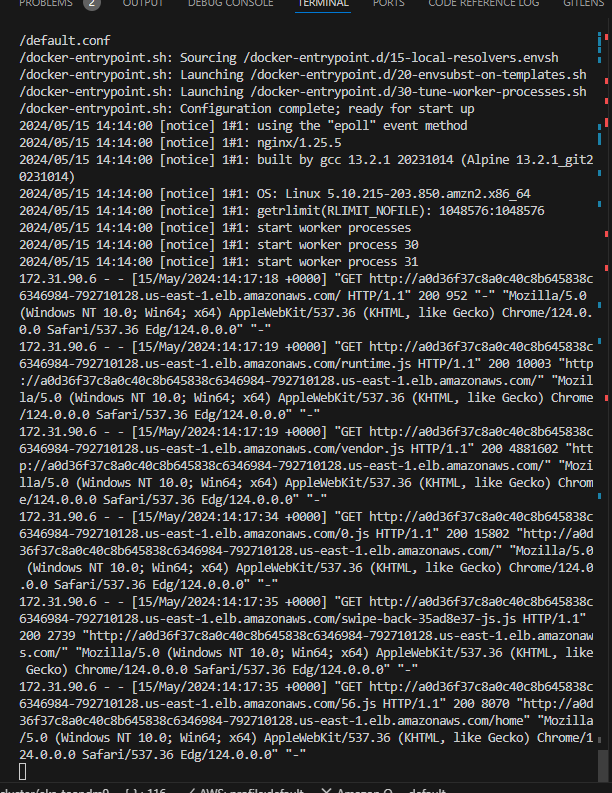 PROBLEMS 2 OUTPUT DEBUG CONSOLE TERMINAL PORTS CODE REFERENCE LOG GITLENS
/default.conf
/docker-entrypoint.sh: Sourcing /docker-entrypoint.d/15-local-resolvers.envsh
/docker-entrypoint.sh: Launching /docker-entrypoint.d/20-envsubst-on-templates.sh
/docker-entrypoint.sh: Launching /docker-entrypoint.d/30-tune-worker-processes.sh
/docker-entrypoint.sh: Configuration complete; ready for start up
2024/05/15 14:14:00 [notice] 1#1: using the "epoll" event method
2024/05/15 14:14:00 [notice] 1#1: nginx/1.25.5
2024/05/15 14:14:00 [notice] 1#1: built by gcc 13.2.1 20231014 (Alpine 13.2.1_git2
0231014)
2024/05/15 14:14:00 [notice] 1#1: OS: Linux 5.10.215-203.850.amzn2.x86_64
2024/05/15 14:14:00 [notice] 1#1: getrlimit(RLIMIT_NOFILE): 1048576:1048576
2024/05/15 14:14:00 [notice] 1#1: start worker processes
2024/05/15 14:14:00 [notice] 1#1: start worker process 30
2024/05/15 14:14:00 [notice] 1#1: start worker process 31
172.31.90.6 - - [15/May/2024:14:17:18 +0000] "GET http://a0d36f37c8a0c40c8b645838c
6346984-792710128.us-east-1.elb.amazonaws.com/ HTTP/1.1" 200 952 "-" "Mozilla/5.0
(Windows NT 10.0; Win64; x64) AppleWebKit/537.36 (KHTML, like Gecko) Chrome/124.0.
0.0 Safari/537.36 Edg/124.0.0.0" "-"
172.31.90.6 - - [15/May/2024:14:17:19 +0000] "GET http://a0d36f37c8a0c40c8b645838c
6346984-792710128.us-east-1.elb.amazonaws.com/runtime.js HTTP/1.1" 200 10003 "http
://a0d36f37c8a0c40c8b645838c6346984-792710128.us-east-1.elb.amazonaws.com/" "Mozil
la/5.0 (Windows NT 10.0; Win64; x64) AppleWebKit/537.36 (KHTML, like Gecko) Chrome
/124.0.0.0 Safari/537.36 Edg/124.0.0.0" "-"
172.31.90.6 - - [15/May/2024:14:17:19 +0000] "GET http://a0d36f37c8a0c40c8b645838c
6346984-792710128.us-east-1.elb.amazonaws.com/vendor.js HTTP/1.1" 200 4881602 "htt
p://a0d36f37c8a0c40c8b645838c6346984-792710128.us-east-1.elb.amazonaws.com/" "Mozi
lla/5.0 (Windows NT 10.0; Win64; x64) AppleWebKit/537.36 (KHTML, like Gecko) Chrom
e/124.0.0.0 Safari/537.36 Edg/124.0.0.0" "-"
172.31.90.6 - - [15/May/2024:14:17:34 +0000] "GET http://a0d36f37c8a0c40c8b645838c
6346984-792710128.us-east-1.elb.amazonaws.com/0.js HTTP/1.1" 200 15802 "http://a0d
36f37c8a0c40c8b645838c6346984-792710128.us-east-1.elb.amazonaws.com/" "Mozilla/5.0
(Windows NT 10.0; Win64; x64) AppleWebKit/537.36 (KHTML, like Gecko) Chrome/124.0
.0.0 Safari/537.36 Edg/124.0.0.0" "-"
172.31.90.6 - - [15/May/2024:14:17:35 +0000] "GET http://a0d36f37c8a0c40c8b645838c
6346984-792710128.us-east-1.elb.amazonaws.com/swipe-back-35ad8e37-js.js HTTP/1.1"
200 2739 "http://a0d36f37c8a0c40c8b645838c6346984-792710128.us-east-1.elb.amazonaw
s.com/" "Mozilla/5.0 (Windows NT 10.0; Win64; x64) AppleWebKit/537.36 (KHTML, like
Gecko) Chrome/124.0.0.0 Safari/537.36 Edg/124.0.0.0" "-"
172.31.90.6 - - [15/May/2024:14:17:35 +0000] "GET http://a0d36f37c8a0c40c8b645838c
6346984-792710128.us-east-1.elb.amazonaws.com/56.js HTTP/1.1" 200 8070 "http://a0d
36f37c8a0c40c8b645838c6346984-792710128.us-east-1.elb.amazonaws.com/home" "Mozilla
/5.0 (Windows NT 10.0; Win64; x64) AppleWebKit/537.36 (KHTML, like Gecko) Chrome/1
24.0.0.0 Safari/537.36 Edg/124.0.0.0" "-"